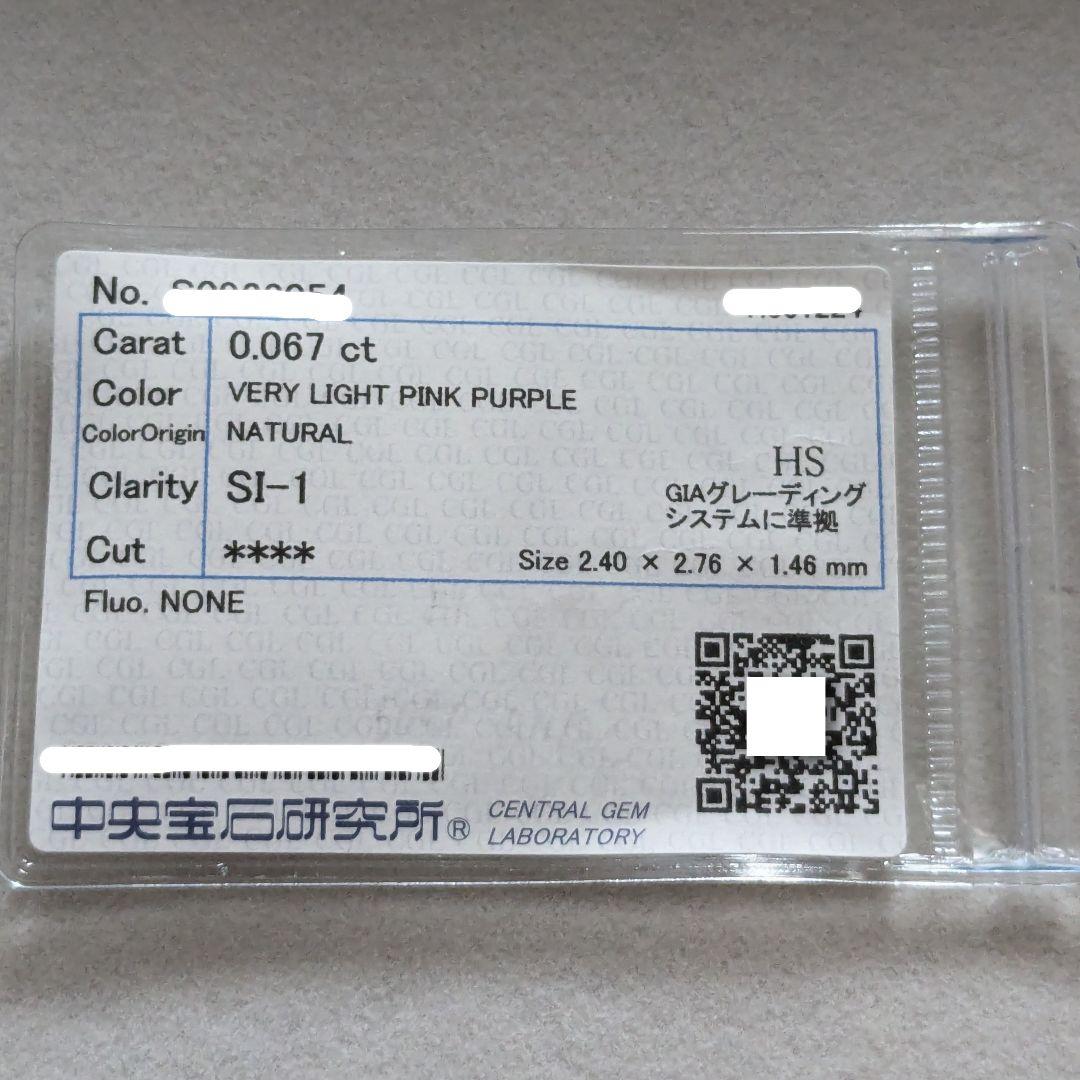 No.
Carat 0.067 ct
Color VERY LIGHT PINK PURPLE
ColorOrigin NATURAL
Clarity SI-1
HS
GIAグレーディング
システムに準拠
Cut ****
Size 2.40 × 2.76 × 1.46 mm
Fluo. NONE
中央宝石研究所® CENTRAL GEM
LABORATORY